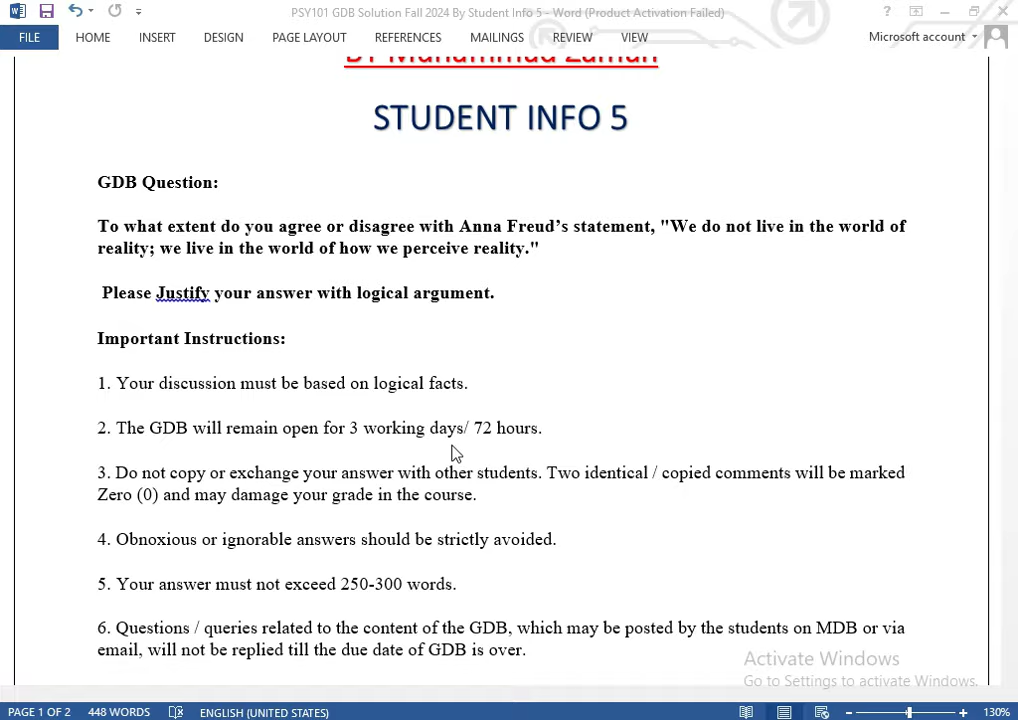 PSY101 GDB Solution Fall 2024 By Student Info 5 - Word (Product Activation Failed)
FILE HOME INSERT DESIGN PAGE LAYOUT REFERENCES MAILINGS REVIEW VIEW Microsoft account
BY Muhammad Zaman
STUDENT INFO 5
GDB Question:
To what extent do you agree or disagree with Anna Freud’s statement, "We do not live in the world of
reality; we live in the world of how we perceive reality."
Please Justify your answer with logical argument.
Important Instructions:
1. Your discussion must be based on logical facts.
2. The GDB will remain open for 3 working days/ 72 hours.
3. Do not copy or exchange your answer with other students. Two identical / copied comments will be marked
Zero (0) and may damage your grade in the course.
4. Obnoxious or ignorable answers should be strictly avoided.
5. Your answer must not exceed 250-300 words.
6. Questions / queries related to the content of the GDB, which may be posted by the students on MDB or via
email, will not be replied till the due date of GDB is over.
Activate Windows
Go to Settings to activate Windows.
PAGE 1 OF 2 448 WORDS ENGLISH (UNITED STATES) 130%